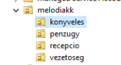 melodiakk
konyveles
penzugy
recepcio
vezetoseg